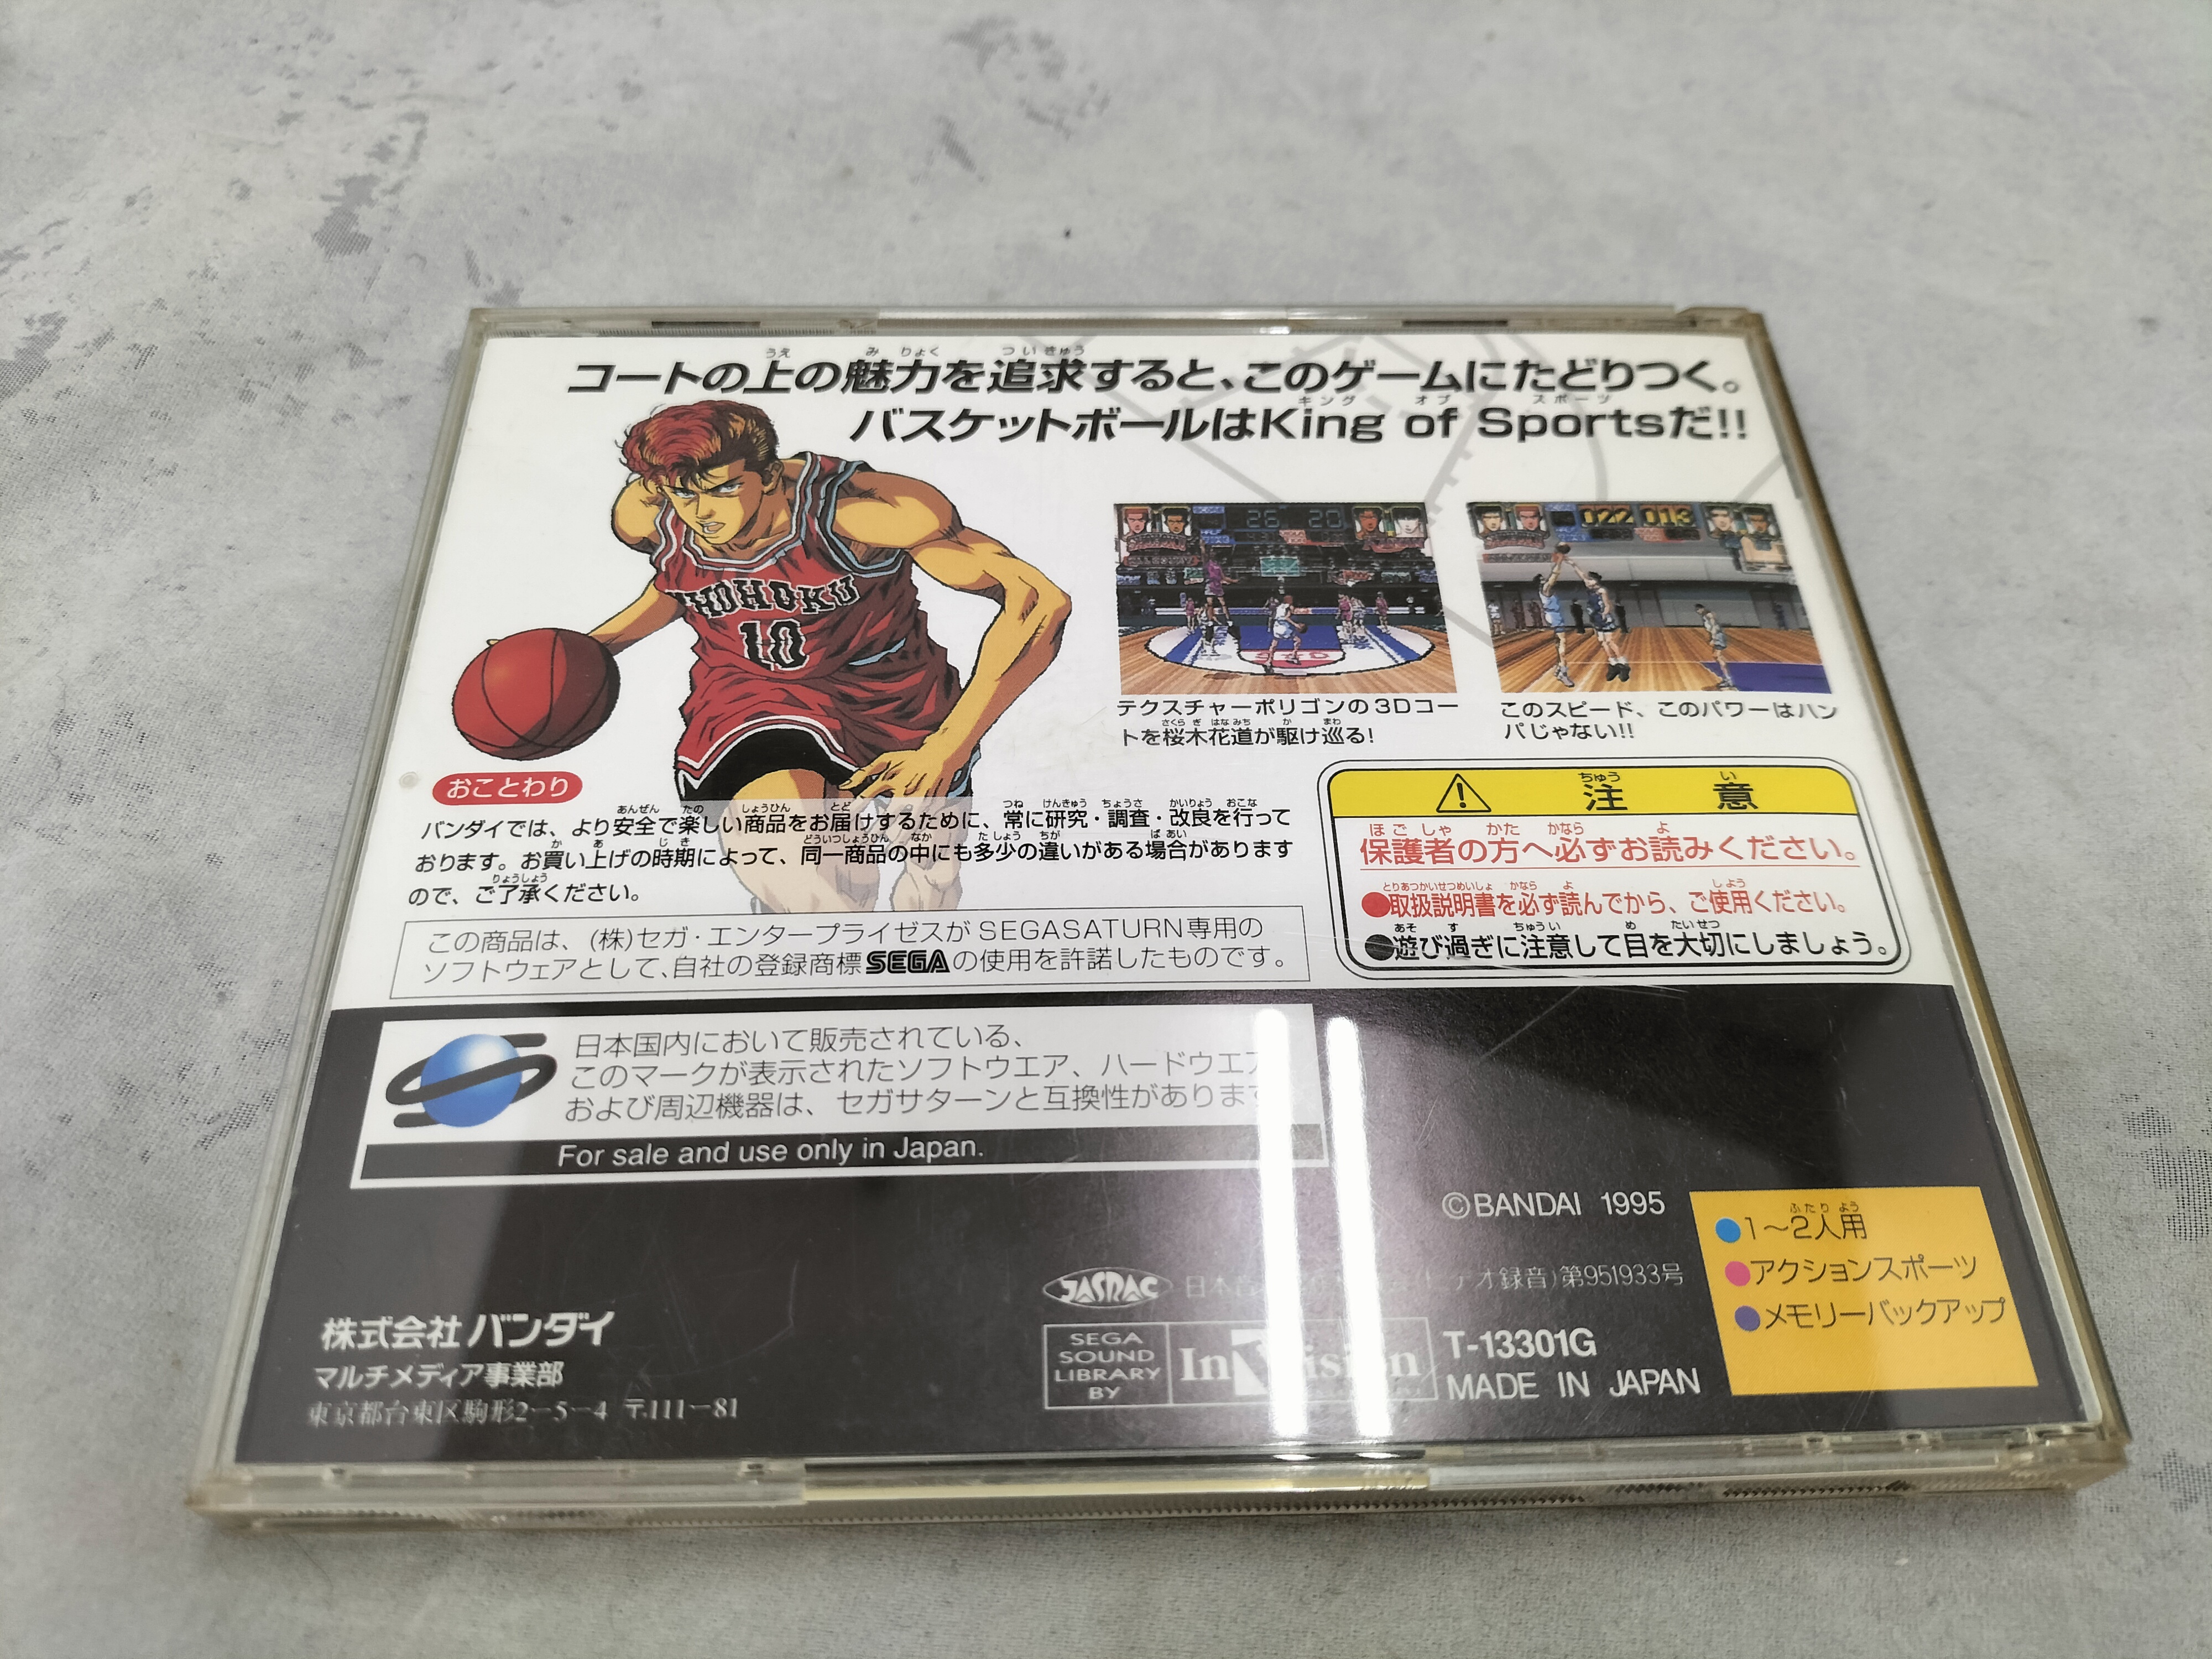 コートの上の魅力を追求すると、このゲームにたどりつく。
バスケットボールはKing of Sportsだ!!
SHOHOKU
10
26 20
022 013
テクスチャーポリゴンの3Dコー
トを桜木花道が駆け巡る!
このスピード、このパワーはハン
パじゃない!!
おことわり
バンダイでは、より安全で楽しい商品をお届けするために、常に研究・調査・改良を行って
おります。お買い上げの時期によって、同一商品の中にも多少の違いがある場合があります
ので、ご了承ください。
この商品は、(株)セガ・エンタープライゼスがSEGASATURN専用の
ソフトウェアとして、自社の登録商標SEGAの使用を許諾したものです。
注意
保護者の方へ必ずお読みください。
●取扱説明書を必ず読んでから、ご使用ください。
●遊び過ぎに注意して目を大切にしましょう。
日本国内において販売されている、
このマークが表示されたソフトウエア、ハードウエア
および周辺機器は、セガサターンと互換性があります
For sale and use only in Japan.
©BANDAI 1995
JASRAC 日本 オ録音)第951933号
SEGA
SOUND
LIBRARY
BY
InVision
T-13301G
MADE IN JAPAN
●1~2人用
●アクションスポーツ
●メモリーバックアップ
株式会社バンダイ
マルチメディア事業部
東京都台東区駒形2-5-4 〒111-81